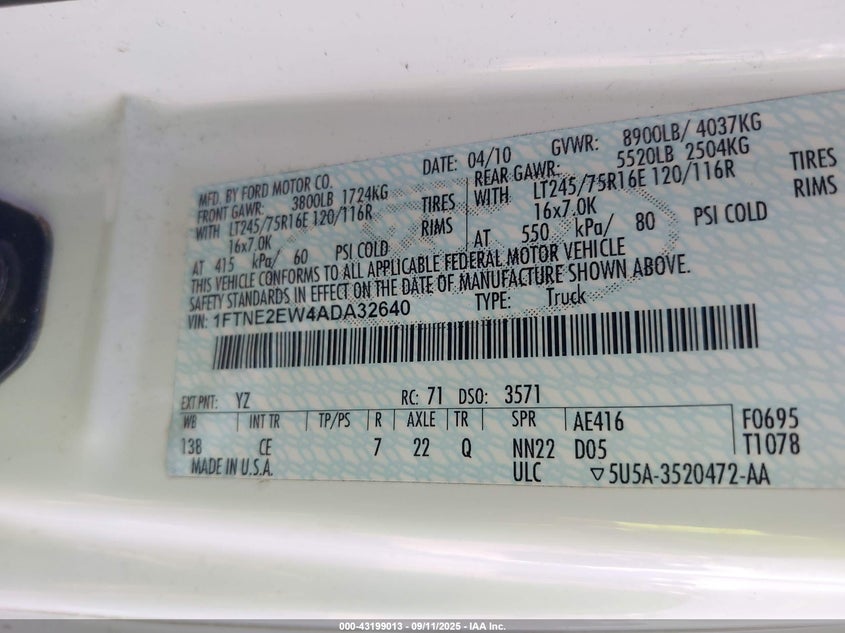 MFD. BY FORD MOTOR CO. DATE: 04/10 GVWR: 8900LB/ 4037KG
FRONT GAWR: 3800LB 1724KG REAR GAWR: 5520LB 2504KG
WITH LT245/75R16E 120/116R TIRES WITH LT245/75R16E 120/116R TIRES
16x7.0K RIMS 16x7.0K RIMS
AT 415 kPa/ 60 PSI COLD AT 550 kPa/ 80 PSI COLD
THIS VEHICLE CONFORMS TO ALL APPLICABLE FEDERAL MOTOR VEHICLE
SAFETY STANDARDS IN EFFECT ON THE DATE OF MANUFACTURE SHOWN ABOVE.
VIN: 1FTNE2EW4ADA32640 TYPE: Truck
EXT PNT: YZ RC: 71 DSO: 3571
WB INT TR TP/PS R AXLE TR SPR AE416 F0695
138 CE 7 22 Q NN22 D05 T1078
MADE IN U.S.A. ULC ▽5U5A-3520472-AA
000-43199013 - 09/11/2025 - IAA Inc.